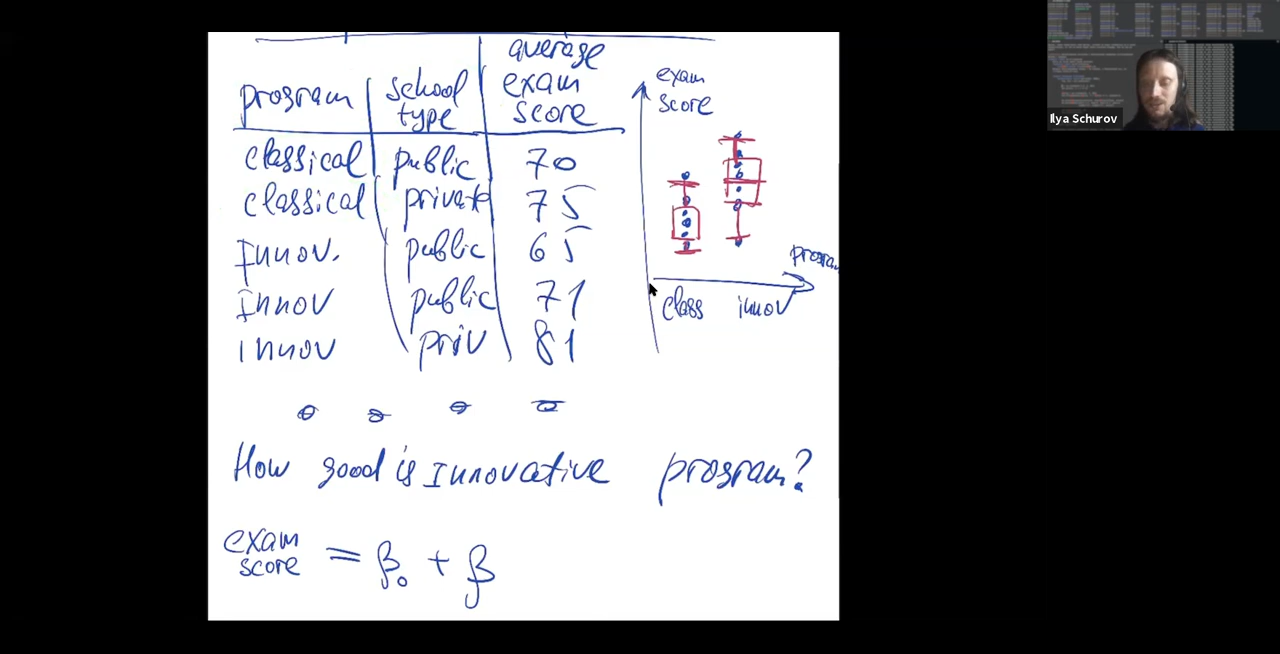 program | school type | average exam score
classical | public | 70
classical | private | 75
Innov. | public | 65
Innov | public | 71
innov | priv | 81
How good is Innovative program?
exam score = β₀ + β
exam score
program
class innov
Ilya Schurov